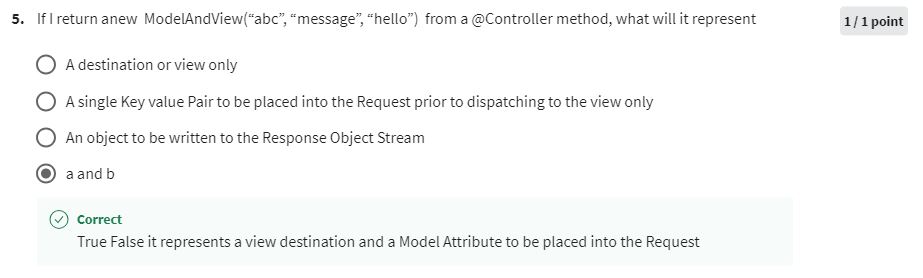 5. If I return anew ModelAndView(“abc”, “message”, “hello”) from a @Controller method, what will it represent
1 / 1 point
A destination or view only
A single Key value Pair to be placed into the Request prior to dispatching to the view only
An object to be written to the Response Object Stream
a and b
Correct
True False it represents a view destination and a Model Attribute to be placed into the Request